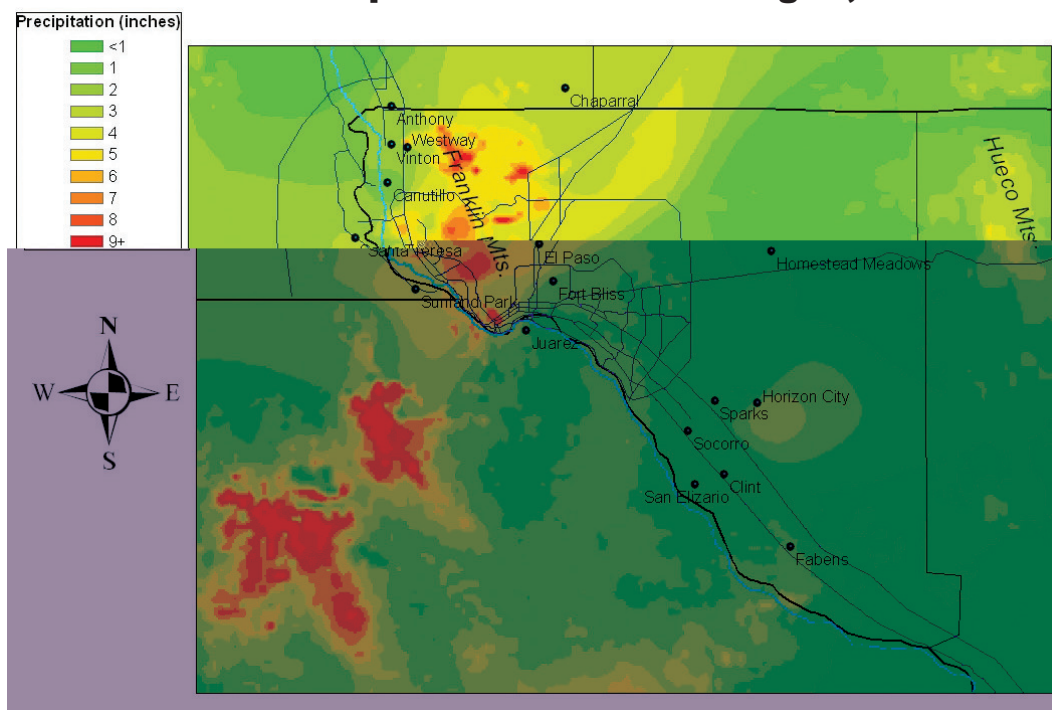 Precipitation (inches)
<1
1
2
3
4
5
6
7
8
9+
Chaparral
Anthony
Westway
Vinton
Canutillo
Franklin Mts.
Hueco Mts.
Santa Teresa
El Paso
Homestead Meadows
Sunland Park
Fort Bliss
Juarez
N
W
E
S
Horizon City
Sparks
Socorro
Clint
San Elizario
Fabens